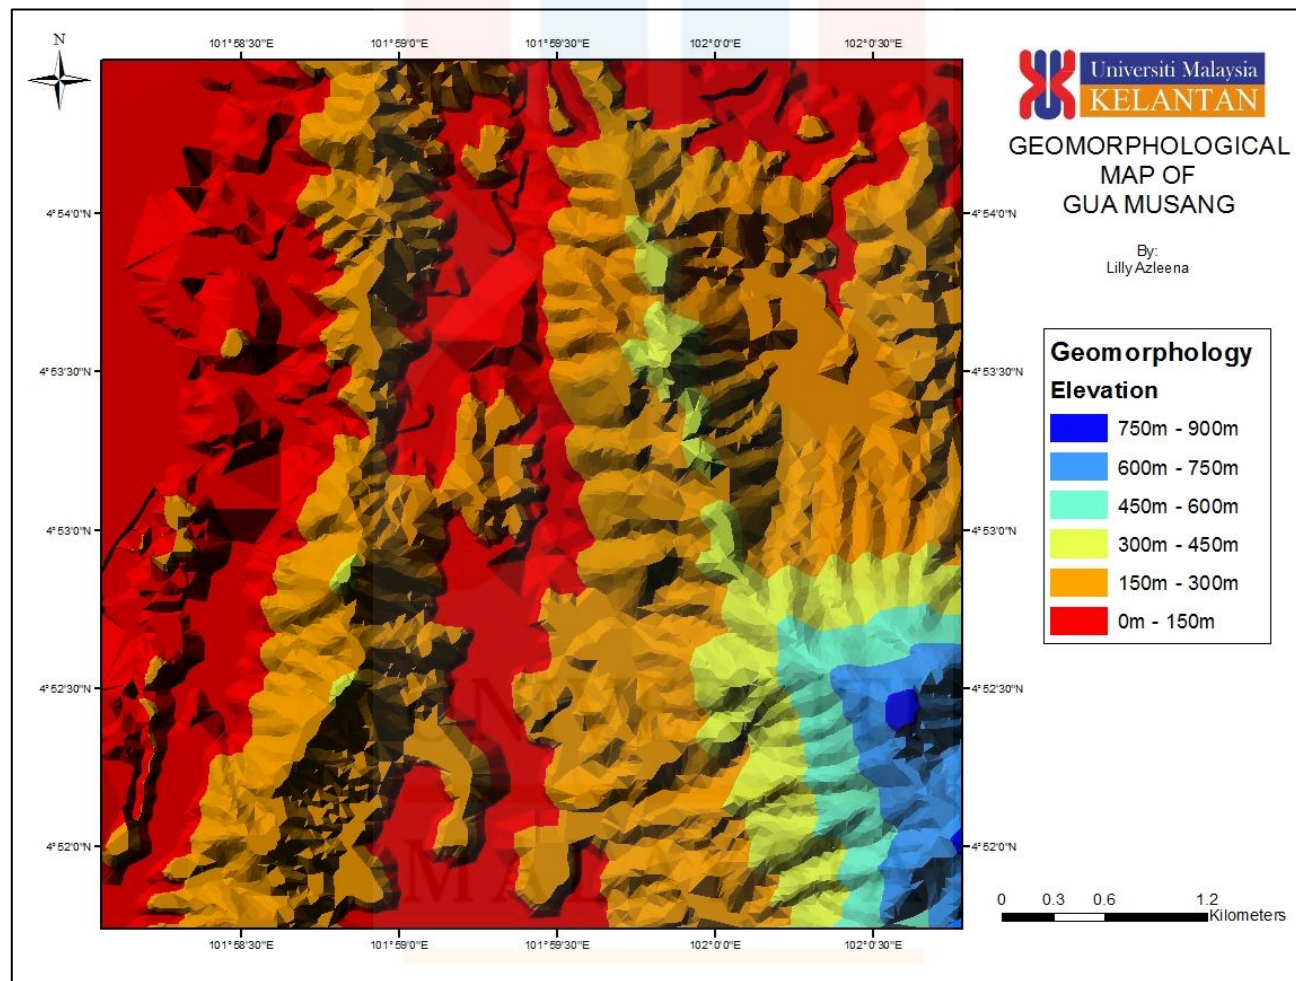 N
101°58'30"E
101°59'0"E
101°59'30"E
102°0'0"E
102°0'30"E
Universiti Malaysia
KELANTAN
GEOMORPHOLOGICAL
MAP OF
GUA MUSANG
By:
Lilly Azleena
4°54'0"N
4°54'0"N
4°53'30"N
4°53'30"N
4°53'0"N
4°53'0"N
4°52'30"N
4°52'30"N
4°52'0"N
4°52'0"N
Geomorphology
Elevation
750m - 900m
600m - 750m
450m - 600m
300m - 450m
150m - 300m
0m - 150m
UNIVERSITI
MALAYSIA
0 0.3 0.6 1.2
Kilometers
101°58'30"E
101°59'0"E
101°59'30"E
102°0'0"E
102°0'30"E